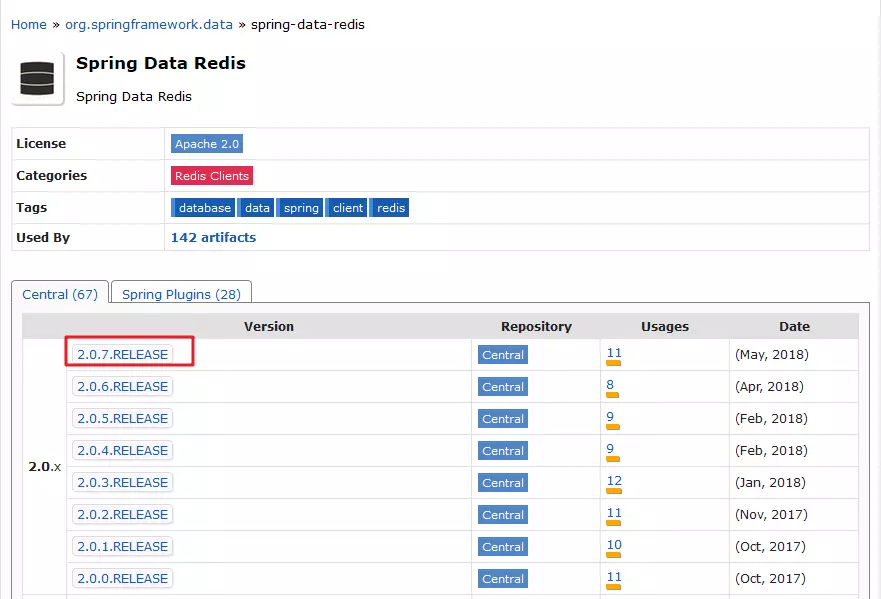 Home » org.springframework.data » spring-data-redis
Spring Data Redis
Spring Data Redis
License Apache 2.0
Categories Redis Clients
Tags database data spring client redis
Used By 142 artifacts
Central (67) Spring Plugins (28)
Version Repository Usages Date
2.0.7.RELEASE Central 11 (May, 2018)
2.0.6.RELEASE Central 8 (Apr, 2018)
2.0.5.RELEASE Central 9 (Feb, 2018)
2.0.4.RELEASE Central 9 (Feb, 2018)
2.0.x
2.0.3.RELEASE Central 12 (Jan, 2018)
2.0.2.RELEASE Central 11 (Nov, 2017)
2.0.1.RELEASE Central 10 (Oct, 2017)
2.0.0.RELEASE Central 11 (Oct, 2017)